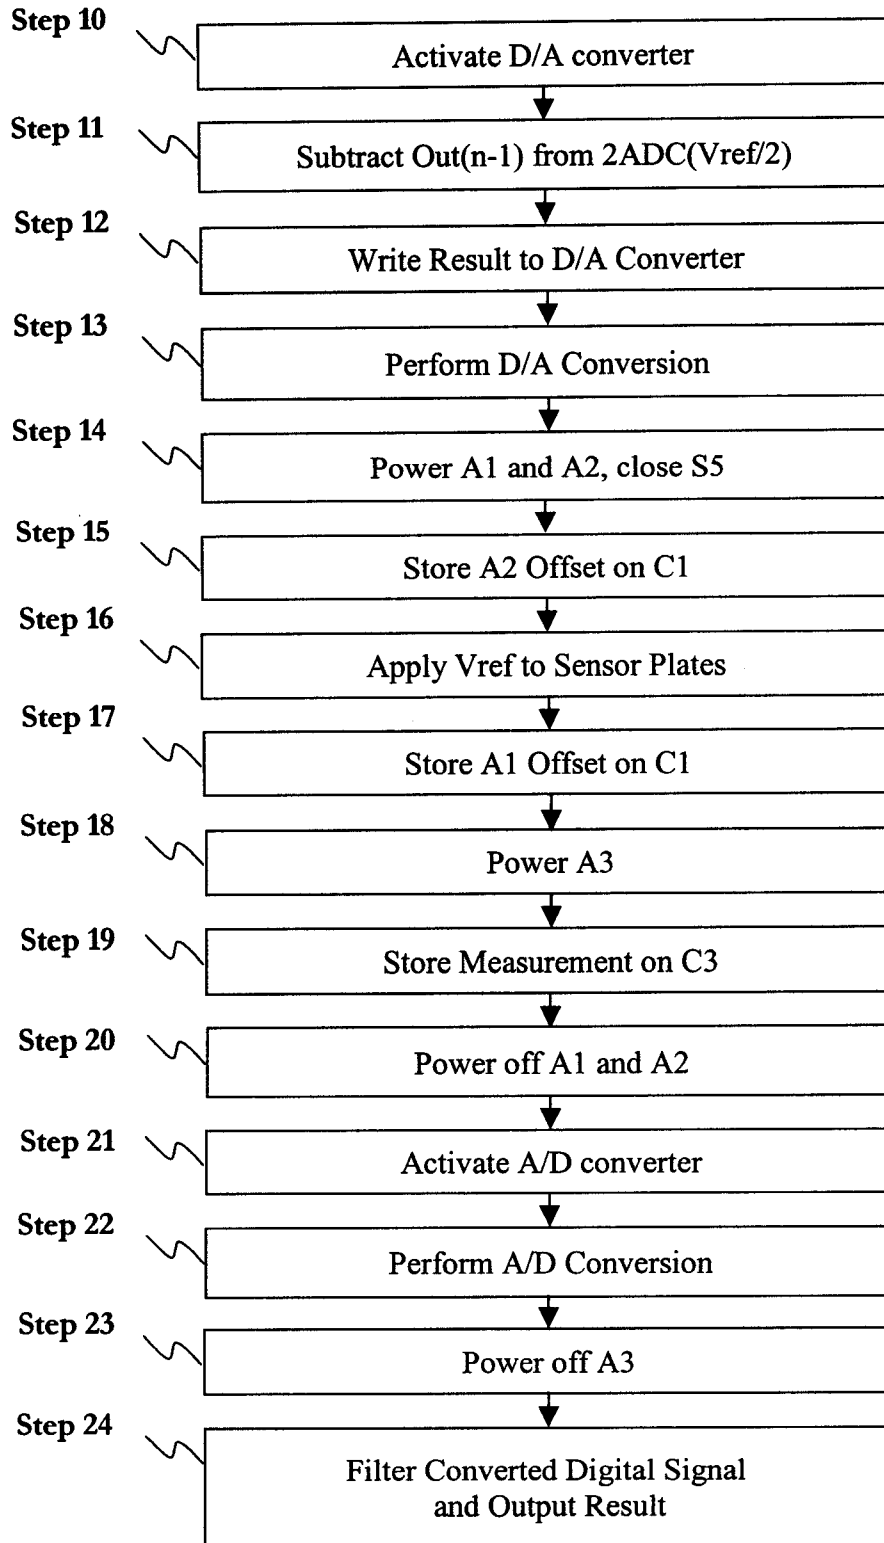 Step 10
Activate D/A converter
Step 11
Subtract Out(n-1) from 2ADC(Vref/2)
Step 12
Write Result to D/A Converter
Step 13
Perform D/A Conversion
Step 14
Power A1 and A2, close S5
Step 15
Store A2 Offset on C1
Step 16
Apply Vref to Sensor Plates
Step 17
Store A1 Offset on C1
Step 18
Power A3
Step 19
Store Measurement on C3
Step 20
Power off A1 and A2
Step 21
Activate A/D converter
Step 22
Perform A/D Conversion
Step 23
Power off A3
Step 24
Filter Converted Digital Signal
and Output Result